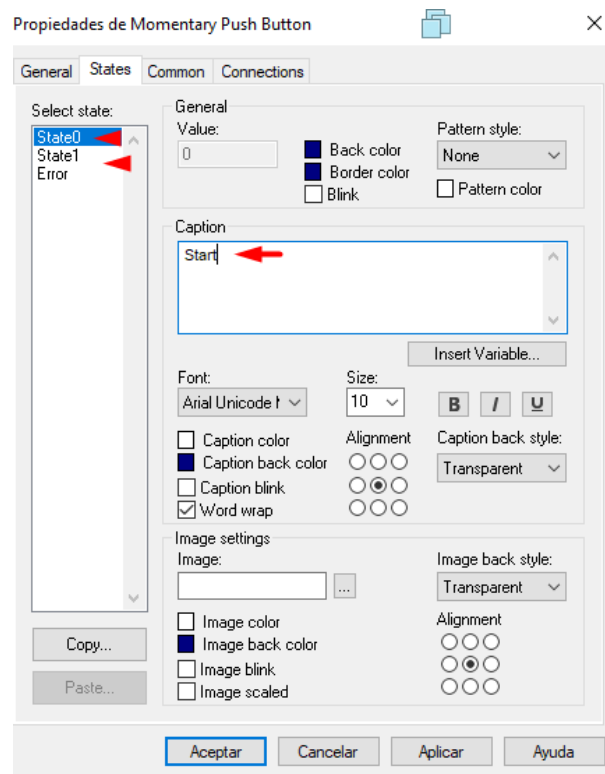 Propiedades de Momentary Push Button
General States Common Connections
Select state:
State0
State1
Error
Copy...
Paste...
General
Value:
0
Back color
Border color
Blink
Pattern style:
None
Pattern color
Caption
Start
Insert Variable...
Font:
Arial Unicode M
Size:
10
B I U
Caption color
Caption back color
Caption blink
Word wrap
Alignment
Caption back style:
Transparent
Image settings
Image:
...
Image back style:
Transparent
Image color
Image back color
Image blink
Image scaled
Alignment
Aceptar Cancelar Aplicar Ayuda